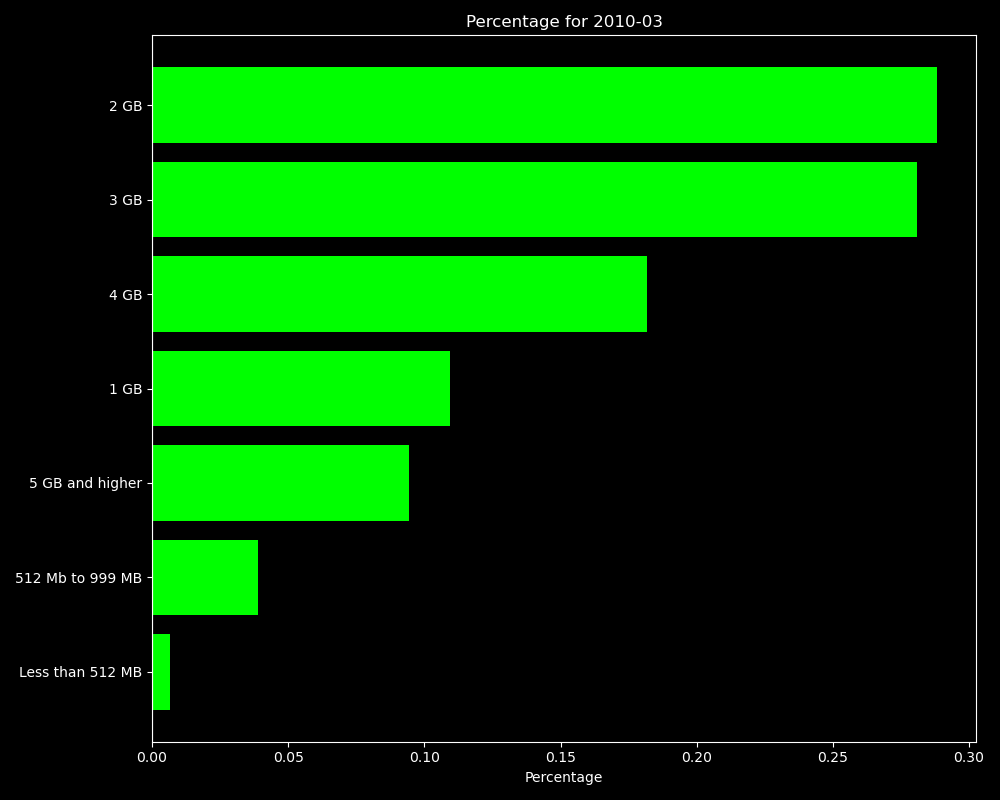 Percentage for 2010-03
2 GB
3 GB
4 GB
1 GB
5 GB and higher
512 Mb to 999 MB
Less than 512 MB
0.00 0.05 0.10 0.15 0.20 0.25 0.30
Percentage